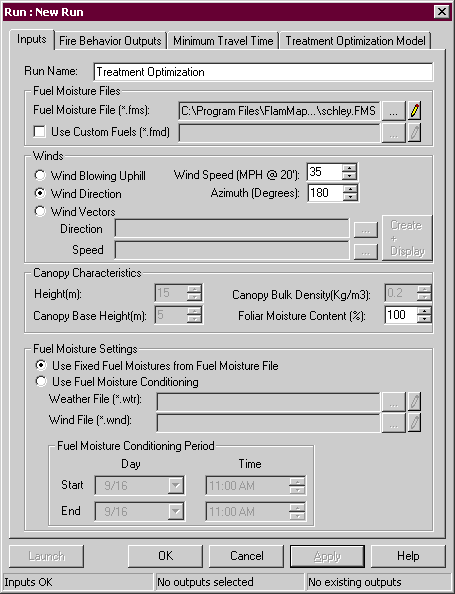 Run : New Run
Inputs Fire Behavior Outputs Minimum Travel Time Treatment Optimization Model
Run Name: Treatment Optimization
Fuel Moisture Files
Fuel Moisture File (*.fms): C:\Program Files\FlamMap...\schley.FMS ...
Use Custom Fuels (*.fmd) ...
Winds
Wind Blowing Uphill Wind Speed (MPH @ 20'): 35
Wind Direction Azimuth (Degrees): 180
Wind Vectors
Direction ... Create
+
Display
Speed ...
Canopy Characteristics
Height(m): 15 Canopy Bulk Density(Kg/m3): 0.2
Canopy Base Height(m): 5 Foliar Moisture Content (%): 100
Fuel Moisture Settings
Use Fixed Fuel Moistures from Fuel Moisture File
Use Fuel Moisture Conditioning
Weather File (*.wtr): ...
Wind File (*.wnd): ...
Fuel Moisture Conditioning Period
Day Time
Start 9/16 11:00 AM
End 9/16 11:00 AM
Launch OK Cancel Apply Help
Inputs OK No outputs selected No existing outputs